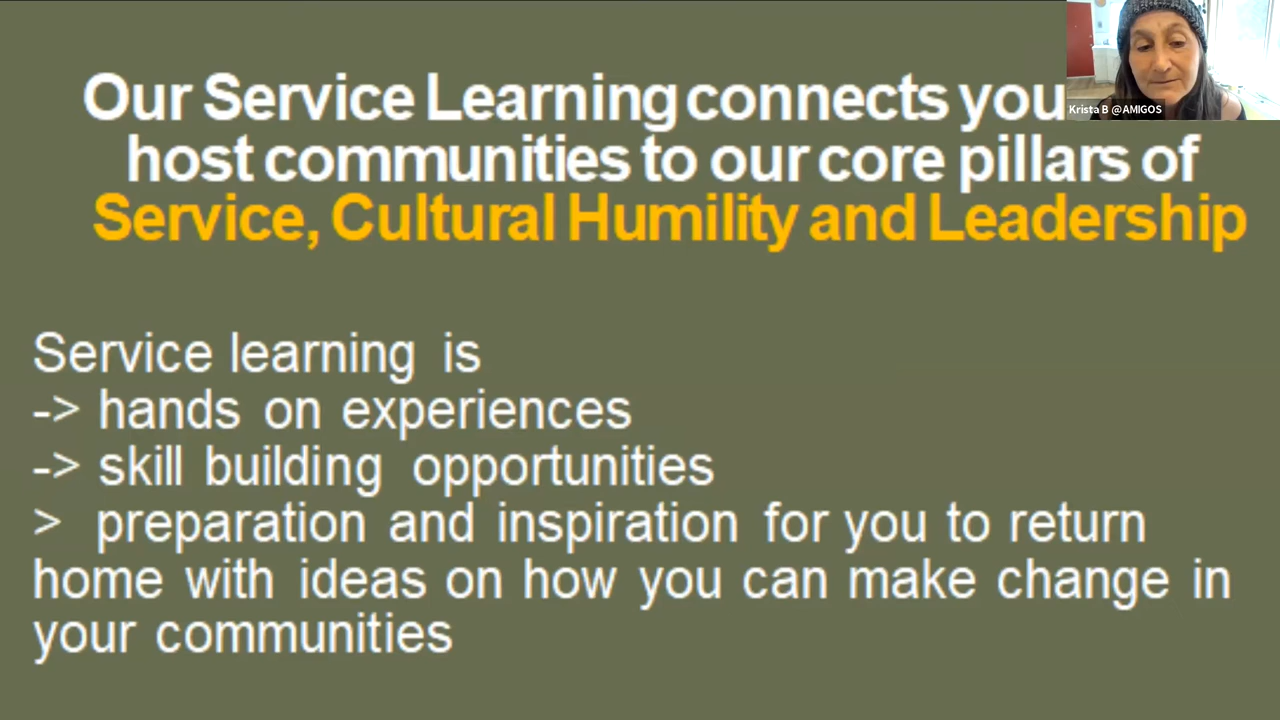 Our Service Learning connects you
host communities to our core pillars of
Service, Cultural Humility and Leadership
Krista B @AMIGOS
Service learning is
-> hands on experiences
-> skill building opportunities
> preparation and inspiration for you to return
home with ideas on how you can make change in
your communities